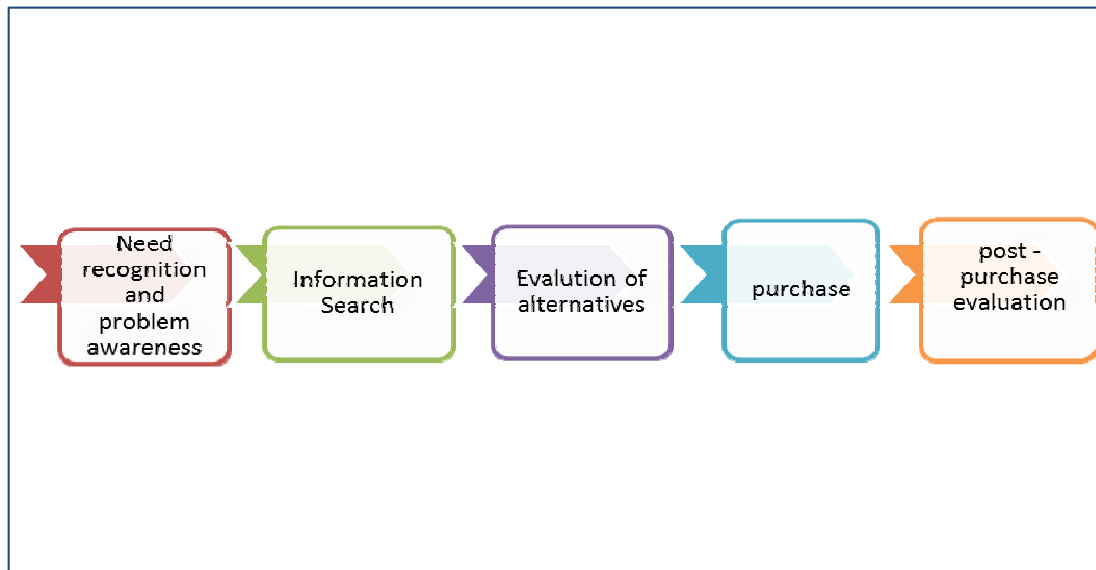 Need
recognition
and
problem
awareness
Information
Search
Evalution of
alternatives
purchase
post -
purchase
evaluation